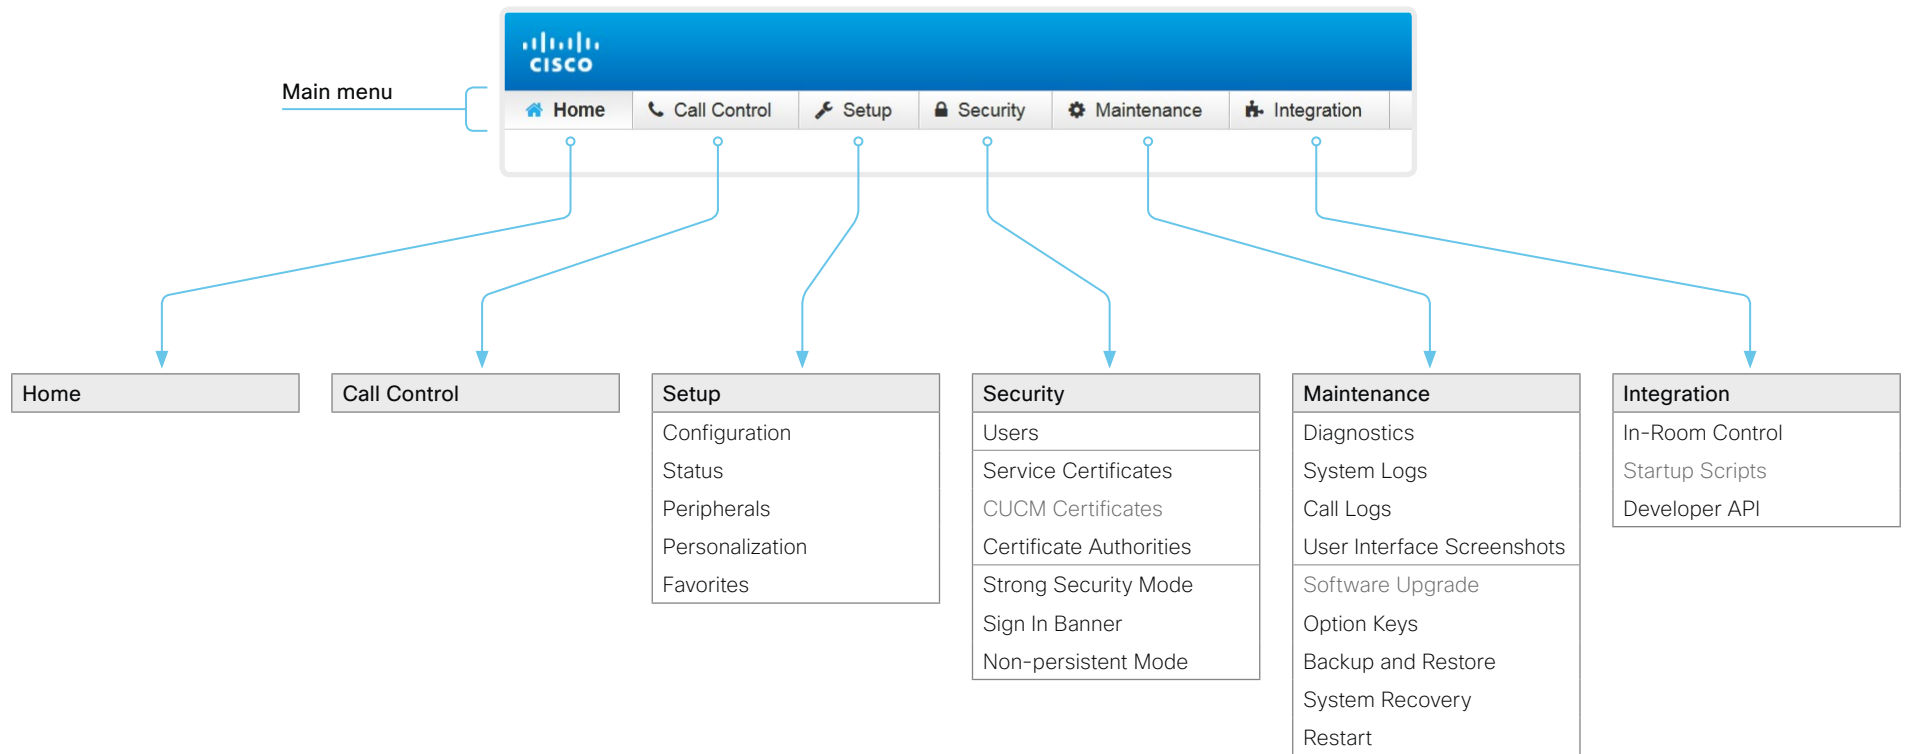 CISCO
Main menu
Home Call Control Setup Security Maintenance Integration
Home
Call Control
Setup
Configuration
Status
Peripherals
Personalization
Favorites
Security
Users
Service Certificates
CUCM Certificates
Certificate Authorities
Strong Security Mode
Sign In Banner
Non-persistent Mode
Maintenance
Diagnostics
System Logs
Call Logs
User Interface Screenshots
Software Upgrade
Option Keys
Backup and Restore
System Recovery
Restart
Integration
In-Room Control
Startup Scripts
Developer API